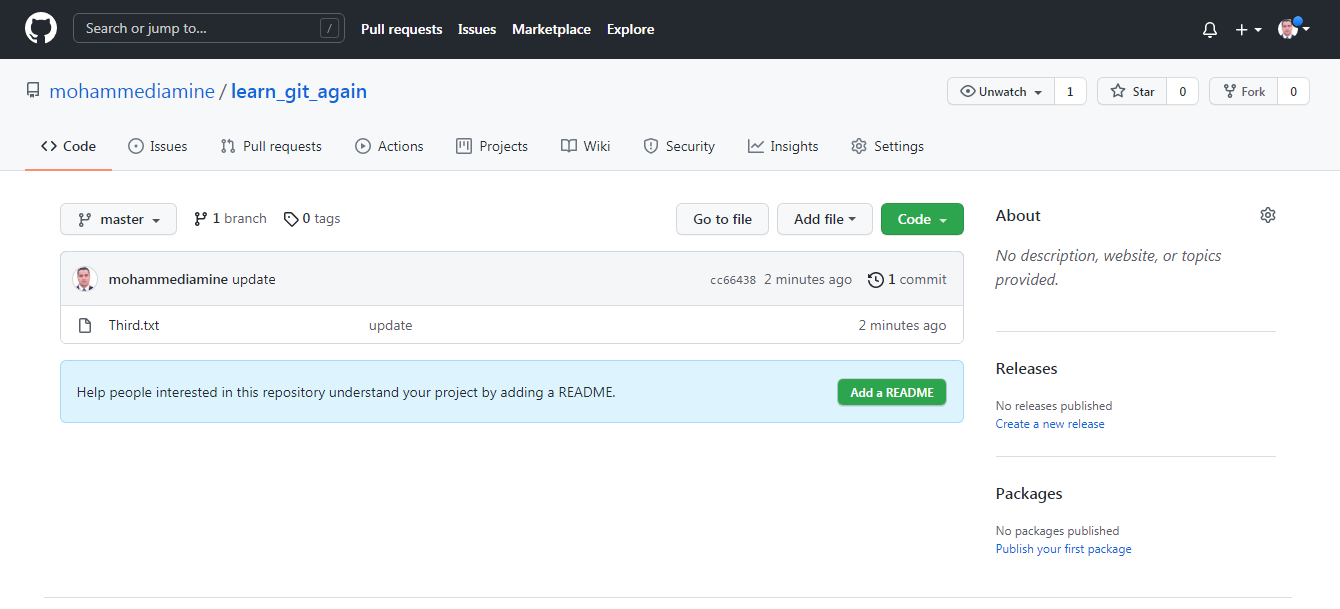 Search or jump to... / Pull requests Issues Marketplace Explore
mohammediamine / learn_git_again Unwatch 1 Star 0 Fork 0
Code Issues Pull requests Actions Projects Wiki Security Insights Settings
master 1 branch 0 tags Go to file Add file Code
mohammediamine update cc66438 2 minutes ago 1 commit
Third.txt update 2 minutes ago
Help people interested in this repository understand your project by adding a README. Add a README
About
No description, website, or topics
provided.
Releases
No releases published
Create a new release
Packages
No packages published
Publish your first package